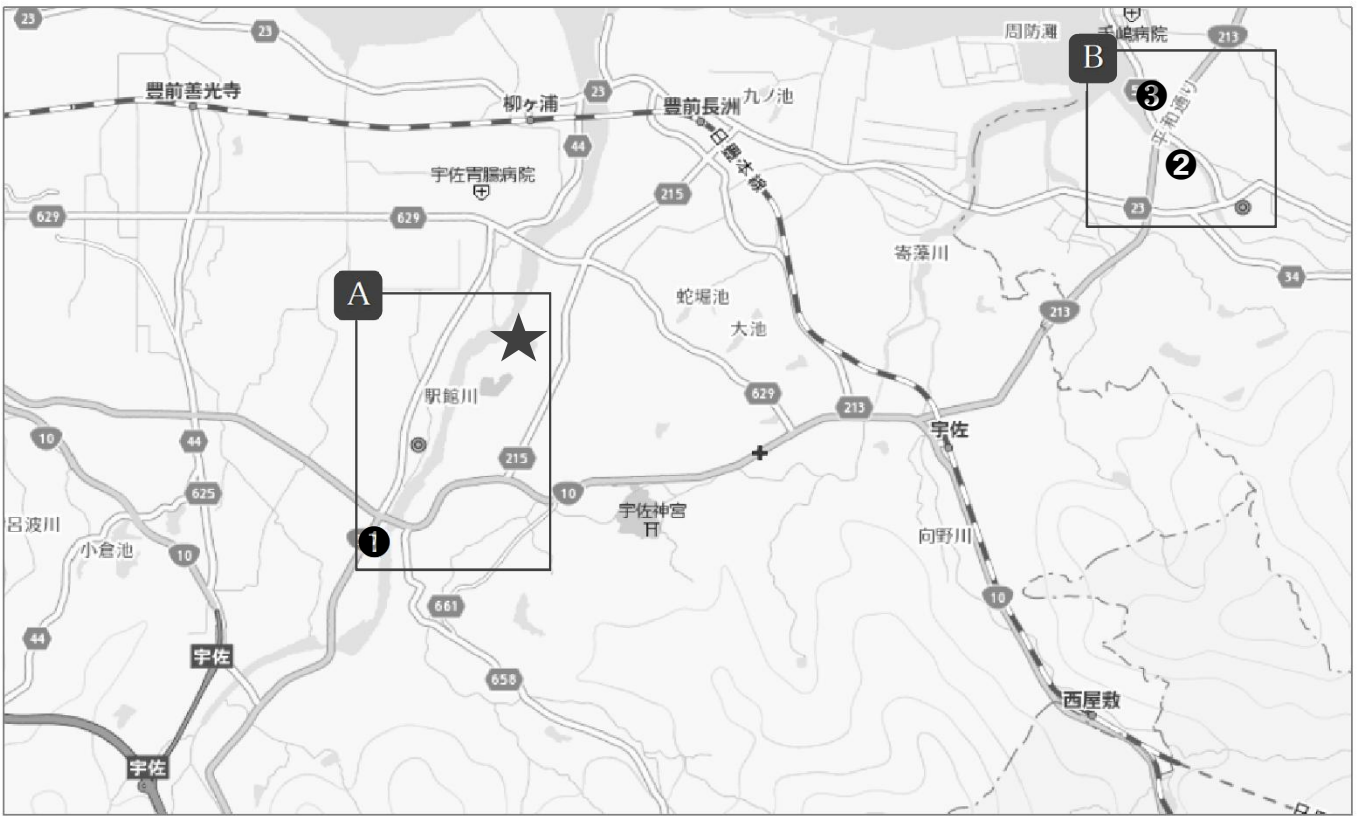 23
周防灘
手嶋病院
213
23
B
豊前善光寺
柳ヶ浦
23
豊前長洲
九ノ池
❸
平和通り
44
日豊本線
宇佐胃腸病院
215
❷
629
629
23
寄藻川
34
A
蛇堀池
大池
213
★
駅館川
629
213
宇佐
10
44
215
625
10
宇佐神宮
呂波川
小倉池
10
❶
向野川
661
10
44
宇佐
658
西屋敷
宇佐